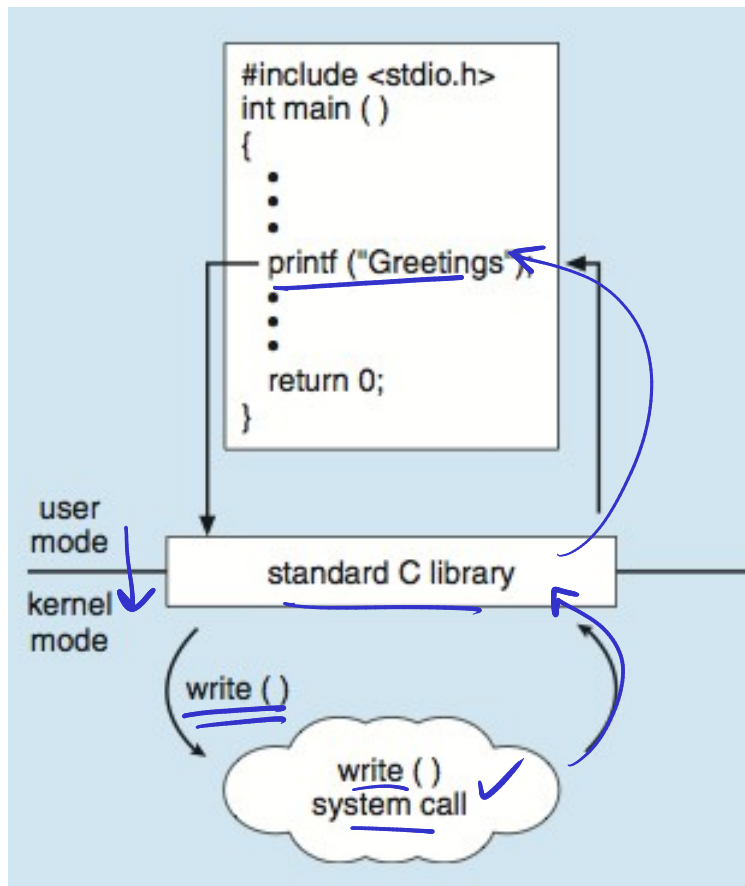 #include <stdio.h>
int main ( )
{
•
•
•
printf ("Greetings");
•
•
•
return 0;
}
user
mode
standard C library
kernel
mode
write ( )
write ( )
system call